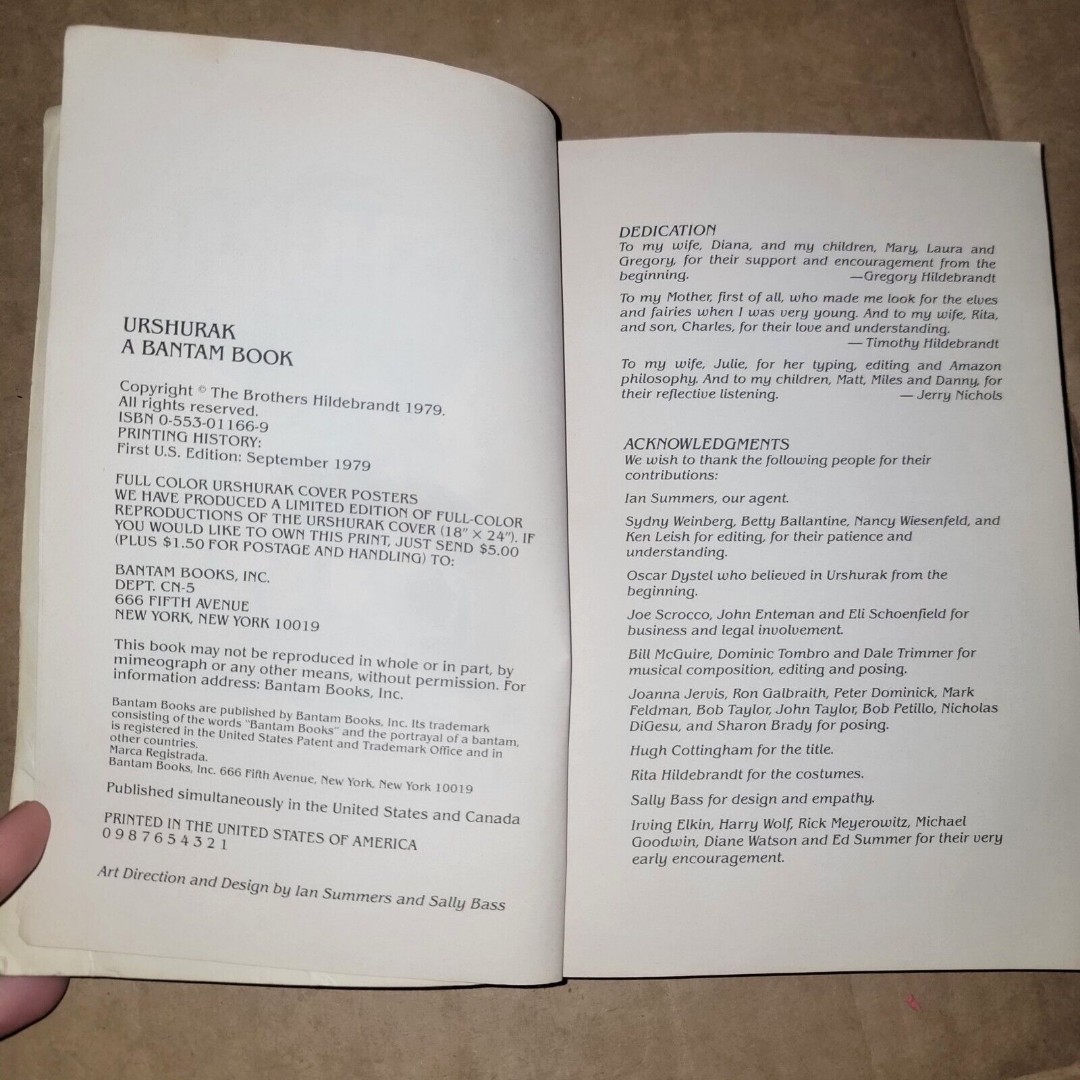 URSHURAK
A BANTAM BOOK
Copyright © The Brothers Hildebrandt 1979.
All rights reserved.
ISBN 0-553-01166-9
PRINTING HISTORY:
First U.S. Edition: September 1979
FULL COLOR URSHURAK COVER POSTERS
WE HAVE PRODUCED A LIMITED EDITION OF FULL-COLOR
REPRODUCTIONS OF THE URSHURAK COVER (18" × 24"). IF
YOU WOULD LIKE TO OWN THIS PRINT, JUST SEND $5.00
(PLUS $1.50 FOR POSTAGE AND HANDLING) TO:
BANTAM BOOKS, INC.
DEPT. CN-5
666 FIFTH AVENUE
NEW YORK, NEW YORK 10019
This book may not be reproduced in whole or in part, by
mimeograph or any other means, without permission. For
information address: Bantam Books, Inc.
Bantam Books are published by Bantam Books, Inc. Its trademark
consisting of the words "Bantam Books" and the portrayal of a bantam,
is registered in the United States Patent and Trademark Office and in
other countries.
Marca Registrada.
Bantam Books, Inc. 666 Fifth Avenue, New York, New York 10019
Published simultaneously in the United States and Canada
PRINTED IN THE UNITED STATES OF AMERICA
0 9 8 7 6 5 4 3 2 1
Art Direction and Design by Ian Summers and Sally Bass
DEDICATION
To my wife, Diana, and my children, Mary, Laura and
Gregory, for their support and encouragement from the
beginning. —Gregory Hildebrandt
To my Mother, first of all, who made me look for the elves
and fairies when I was very young. And to my wife, Rita,
and son, Charles, for their love and understanding.
— Timothy Hildebrandt
To my wife, Julie, for her typing, editing and Amazon
philosophy. And to my children, Matt, Miles and Danny, for
their reflective listening. — Jerry Nichols
ACKNOWLEDGMENTS
We wish to thank the following people for their
contributions:
Ian Summers, our agent.
Sydny Weinberg, Betty Ballantine, Nancy Wiesenfeld, and
Ken Leish for editing, for their patience and
understanding.
Oscar Dystel who believed in Urshurak from the
beginning.
Joe Scrocco, John Enteman and Eli Schoenfield for
business and legal involvement.
Bill McGuire, Dominic Tombro and Dale Trimmer for
musical composition, editing and posing.
Joanna Jervis, Ron Galbraith, Peter Dominick, Mark
Feldman, Bob Taylor, John Taylor, Bob Petillo, Nicholas
DiGesu, and Sharon Brady for posing.
Hugh Cottingham for the title.
Rita Hildebrandt for the costumes.
Sally Bass for design and empathy.
Irving Elkin, Harry Wolf, Rick Meyerowitz, Michael
Goodwin, Diane Watson and Ed Summer for their very
early encouragement.